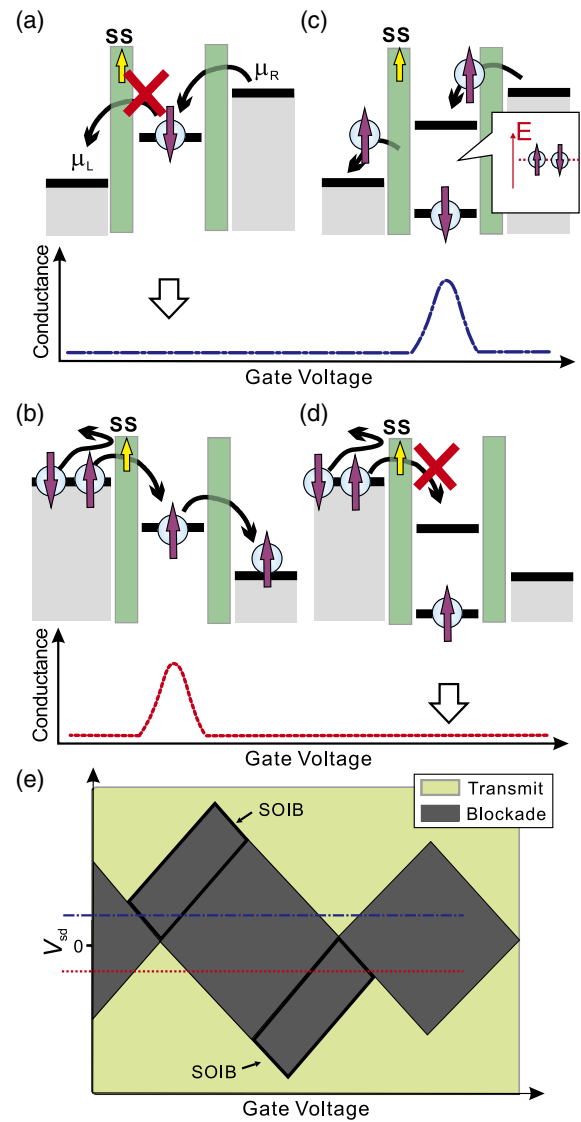 (a)
SS
μL
μR
(c)
SS
E
Conductance
Gate Voltage
(b)
SS
(d)
SS
Conductance
Gate Voltage
(e)
Transmit
Blockade
SOIB
Vsd
0
SOIB
Gate Voltage